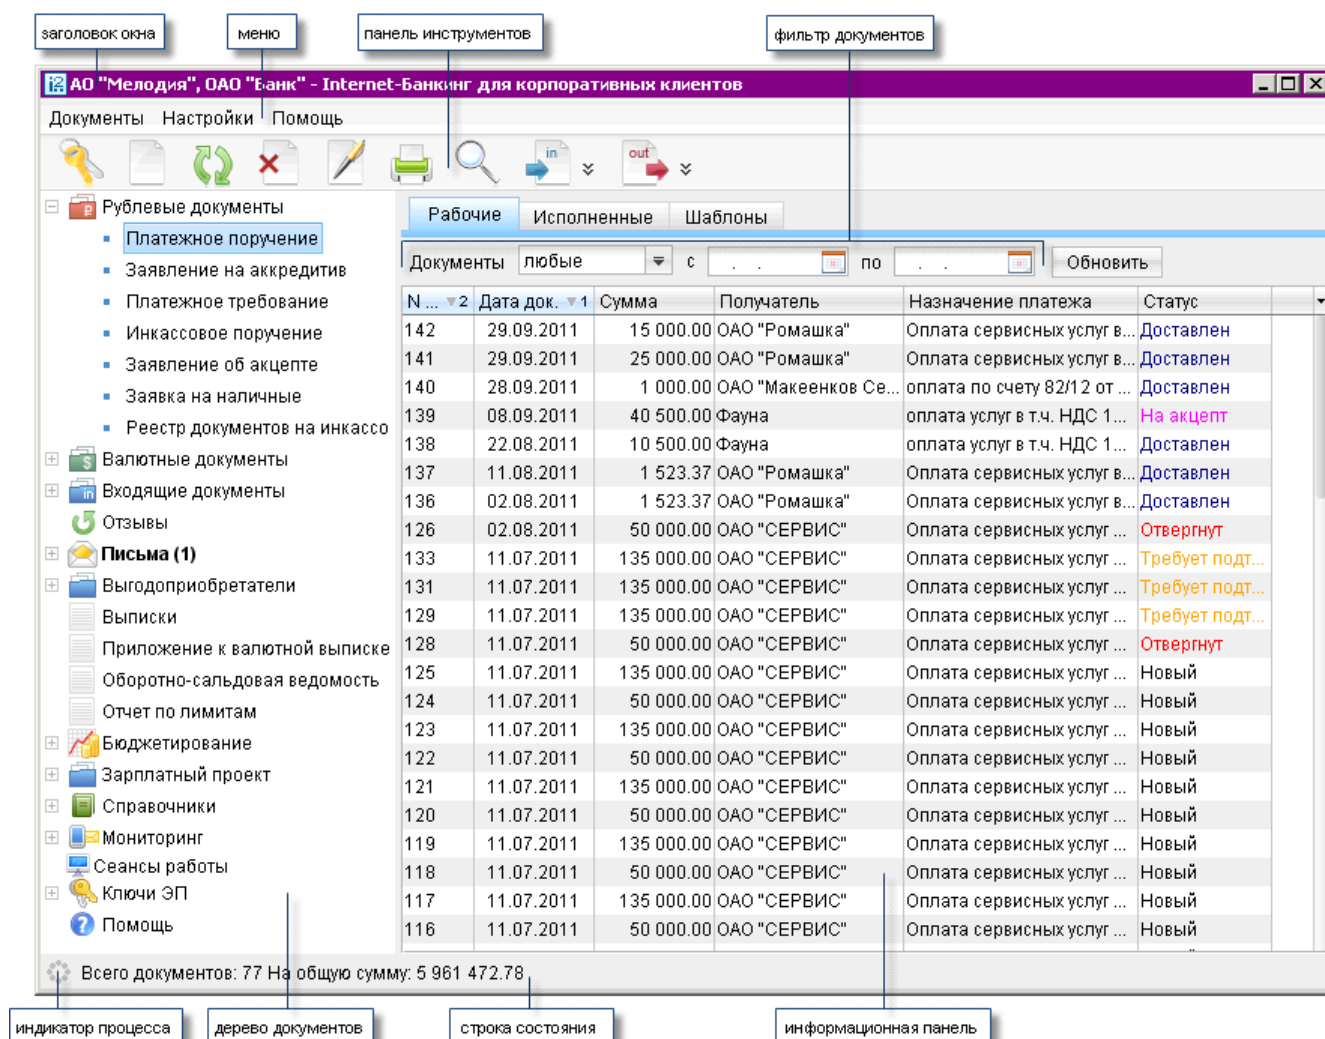 заголовок окна
меню
панель инструментов
фильтр документов
АО "Мелодия", ОАО "Банк" - Internet-Банкинг для корпоративных клиентов
Документы Настройки Помощь
in
out
Рублевые документы
Платежное поручение
Заявление на аккредитив
Платежное требование
Инкассовое поручение
Заявление об акцепте
Заявка на наличные
Реестр документов на инкассо
Валютные документы
Входящие документы
Отзывы
Письма (1)
Выгодоприобретатели
Выписки
Приложение к валютной выписке
Оборотно-сальдовая ведомость
Отчет по лимитам
Бюджетирование
Зарплатный проект
Справочники
Мониторинг
Сеансы работы
Ключи ЭП
Помощь
Рабочие Исполненные Шаблоны
Документы любые с . . по . . Обновить
N ... 2 Дата док. 1 Сумма Получатель Назначение платежа Статус
142 29.09.2011 15 000.00 ОАО "Ромашка" Оплата сервисных услуг в... Доставлен
141 29.09.2011 25 000.00 ОАО "Ромашка" Оплата сервисных услуг в... Доставлен
140 28.09.2011 1 000.00 ОАО "Макеенков Се... оплата по счету 82/12 от ... Доставлен
139 08.09.2011 40 500.00 Фауна оплата услуг в т.ч. НДС 1... На акцепт
138 22.08.2011 10 500.00 Фауна оплата услуг в т.ч. НДС 1... Доставлен
137 11.08.2011 1 523.37 ОАО "Ромашка" Оплата сервисных услуг в... Доставлен
136 02.08.2011 1 523.37 ОАО "Ромашка" Оплата сервисных услуг в... Доставлен
126 02.08.2011 50 000.00 ОАО "СЕРВИС" Оплата сервисных услуг ... Отвергнут
133 11.07.2011 135 000.00 ОАО "СЕРВИС" Оплата сервисных услуг ... Требует подт...
131 11.07.2011 135 000.00 ОАО "СЕРВИС" Оплата сервисных услуг ... Требует подт...
129 11.07.2011 135 000.00 ОАО "СЕРВИС" Оплата сервисных услуг ... Требует подт...
128 11.07.2011 50 000.00 ОАО "СЕРВИС" Оплата сервисных услуг ... Отвергнут
125 11.07.2011 135 000.00 ОАО "СЕРВИС" Оплата сервисных услуг ... Новый
124 11.07.2011 50 000.00 ОАО "СЕРВИС" Оплата сервисных услуг ... Новый
123 11.07.2011 135 000.00 ОАО "СЕРВИС" Оплата сервисных услуг ... Новый
122 11.07.2011 50 000.00 ОАО "СЕРВИС" Оплата сервисных услуг ... Новый
121 11.07.2011 135 000.00 ОАО "СЕРВИС" Оплата сервисных услуг ... Новый
120 11.07.2011 50 000.00 ОАО "СЕРВИС" Оплата сервисных услуг ... Новый
119 11.07.2011 135 000.00 ОАО "СЕРВИС" Оплата сервисных услуг ... Новый
118 11.07.2011 50 000.00 ОАО "СЕРВИС" Оплата сервисных услуг ... Новый
117 11.07.2011 135 000.00 ОАО "СЕРВИС" Оплата сервисных услуг ... Новый
116 11.07.2011 50 000.00 ОАО "СЕРВИС" Оплата сервисных услуг ... Новый
Всего документов: 77 На общую сумму: 5 961 472.78
индикатор процесса
дерево документов
строка состояния
информационная панель